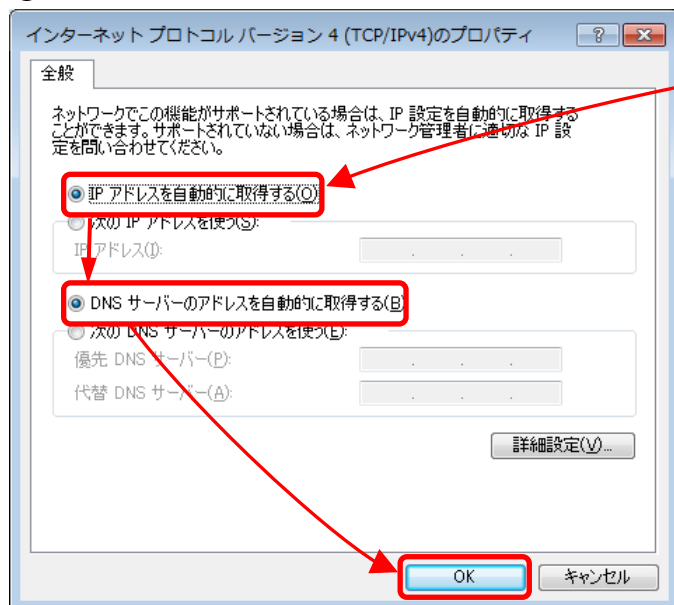 インターネット プロトコル バージョン 4 (TCP/IPv4)のプロパティ
全般
ネットワークでこの機能がサポートされている場合は、IP 設定を自動的に取得する
ことができます。サポートされていない場合は、ネットワーク管理者に適切な IP 設
定を問い合わせてください。
IP アドレスを自動的に取得する(O)
次の IP アドレスを使う(S):
IP アドレス(I):
DNS サーバーのアドレスを自動的に取得する(B)
次の DNS サーバーのアドレスを使う(E):
優先 DNS サーバー(P):
代替 DNS サーバー(A):
詳細設定(V)...
OK
キャンセル